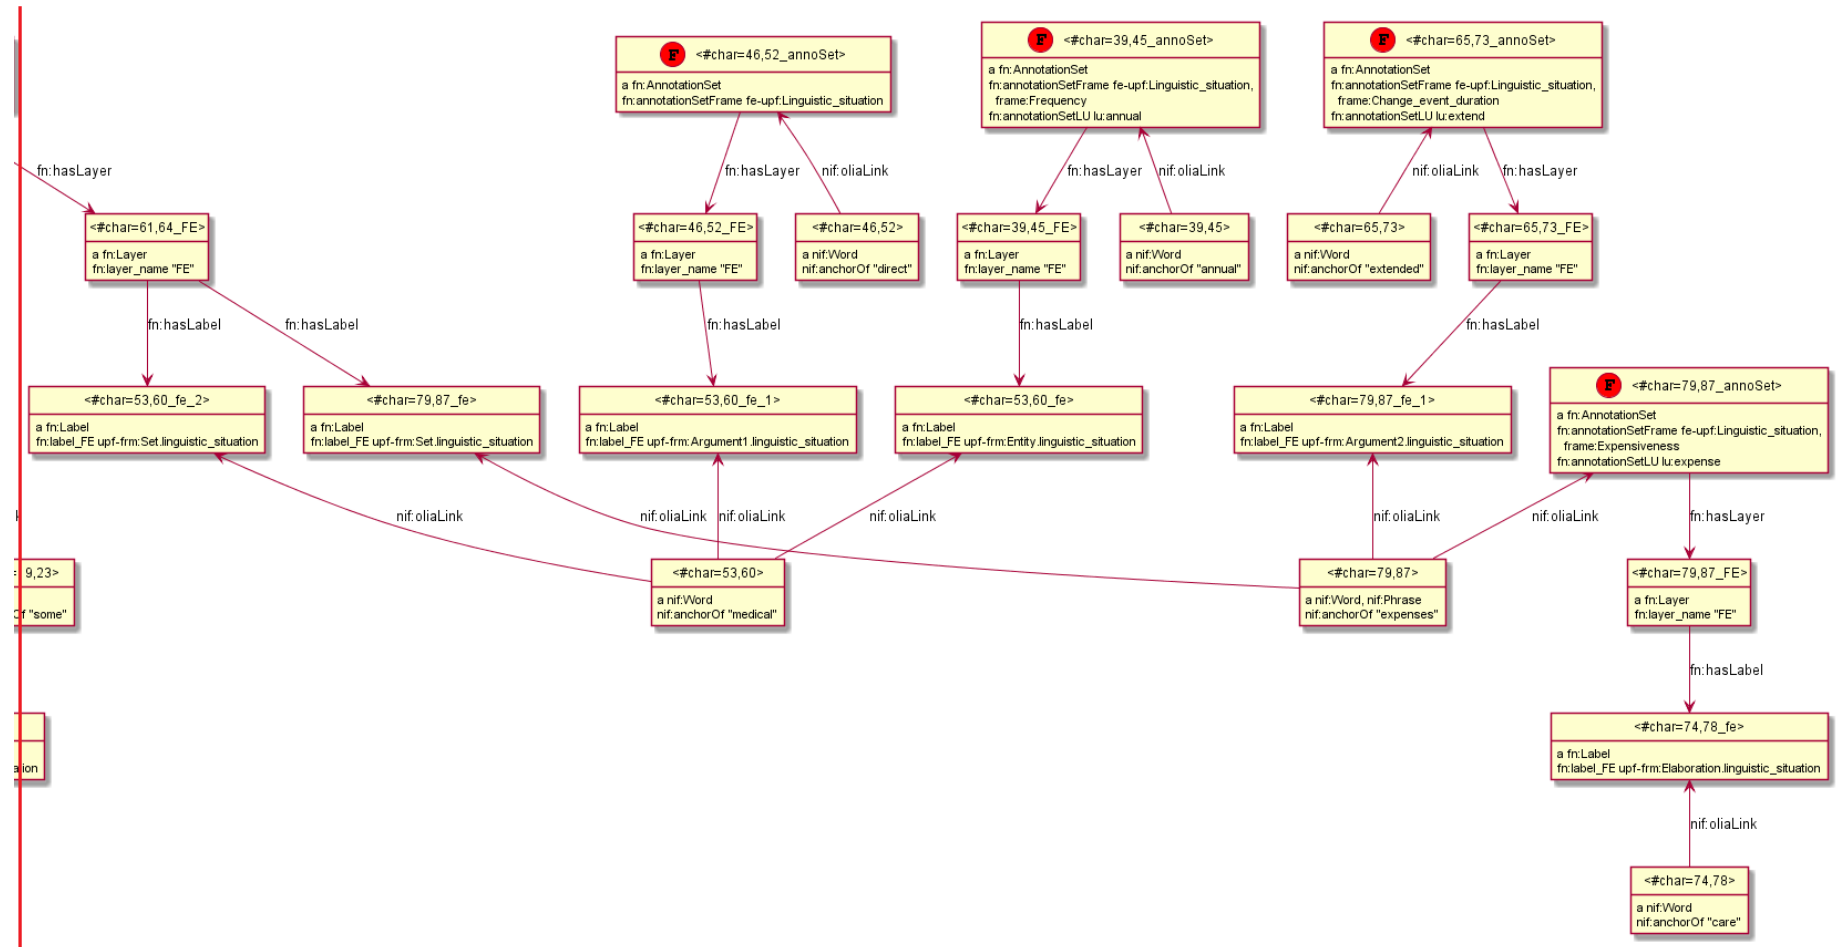 F <#char=46,52_annoSet>
a fn:AnnotationSet
fn:annotationSetFrame fe-upf:Linguistic_situation
F <#char=39,45_annoSet>
a fn:AnnotationSet
fn:annotationSetFrame fe-upf:Linguistic_situation,
frame:Frequency
fn:annotationSetLU lu:annual
F <#char=65,73_annoSet>
a fn:AnnotationSet
fn:annotationSetFrame fe-upf:Linguistic_situation,
frame:Change_event_duration
fn:annotationSetLU lu:extend
fn:hasLayer
fn:hasLayer
nif:oliaLink
fn:hasLayer
nif:oliaLink
nif:oliaLink
fn:hasLayer
<#char=61,64_FE>
a fn:Layer
fn:layer_name "FE"
<#char=46,52_FE>
a fn:Layer
fn:layer_name "FE"
<#char=46,52>
a nif:Word
nif:anchorOf "direct"
<#char=39,45_FE>
a fn:Layer
fn:layer_name "FE"
<#char=39,45>
a nif:Word
nif:anchorOf "annual"
<#char=65,73>
a nif:Word
nif:anchorOf "extended"
<#char=65,73_FE>
a fn:Layer
fn:layer_name "FE"
fn:hasLabel
fn:hasLabel
fn:hasLabel
fn:hasLabel
fn:hasLabel
<#char=53,60_fe_2>
a fn:Label
fn:label_FE upf-frm:Set.linguistic_situation
<#char=79,87_fe>
a fn:Label
fn:label_FE upf-frm:Set.linguistic_situation
<#char=53,60_fe_1>
a fn:Label
fn:label_FE upf-frm:Argument1.linguistic_situation
<#char=53,60_fe>
a fn:Label
fn:label_FE upf-frm:Entity.linguistic_situation
<#char=79,87_fe_1>
a fn:Label
fn:label_FE upf-frm:Argument2.linguistic_situation
F <#char=79,87_annoSet>
a fn:AnnotationSet
fn:annotationSetFrame fe-upf:Linguistic_situation,
frame:Expensiveness
fn:annotationSetLU lu:expense
nif:oliaLink
nif:oliaLink
nif:oliaLink
nif:oliaLink
nif:oliaLink
nif:oliaLink
fn:hasLayer
9,23>
Of "some"
<#char=53,60>
a nif:Word
nif:anchorOf "medical"
<#char=79,87>
a nif:Word, nif:Phrase
nif:anchorOf "expenses"
<#char=79,87_FE>
a fn:Layer
fn:layer_name "FE"
fn:hasLabel
<#char=74,78_fe>
a fn:Label
fn:label_FE upf-frm:Elaboration.linguistic_situation
nif:oliaLink
<#char=74,78>
a nif:Word
nif:anchorOf "care"